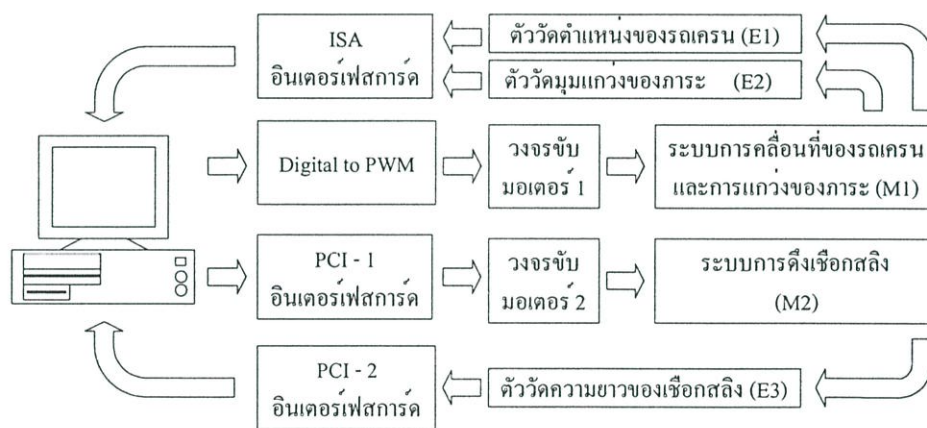 ISA
อินเตอร์เฟสการ์ด
ตัววัดตำแหน่งของรถเครน (E1)
ตัววัดมุมแกว่งของภาระ (E2)
Digital to PWM
วงจรขับ
มอเตอร์ 1
ระบบการเคลื่อนที่ของรถเครน
และการแกว่งของภาระ (M1)
PCI - 1
อินเตอร์เฟสการ์ด
วงจรขับ
มอเตอร์ 2
ระบบการดึงเชือกสลิง
(M2)
PCI - 2
อินเตอร์เฟสการ์ด
ตัววัดความยาวของเชือกสลิง (E3)